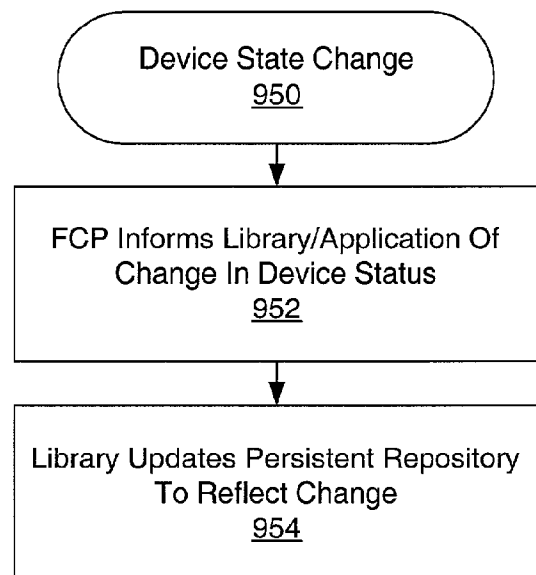 Device State Change
950
FCP Informs Library/Application Of
Change In Device Status
952
Library Updates Persistent Repository
To Reflect Change
954